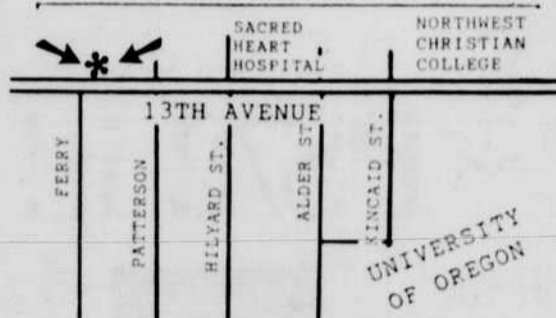 SACRED
HEART
HOSPITAL
NORTHWEST
CHRISTIAN
COLLEGE
*
13TH AVENUE
FERRY
PATTERSON
HILYARD ST.
ALDER ST.
KINCAID ST.
UNIVERSITY
OF OREGON